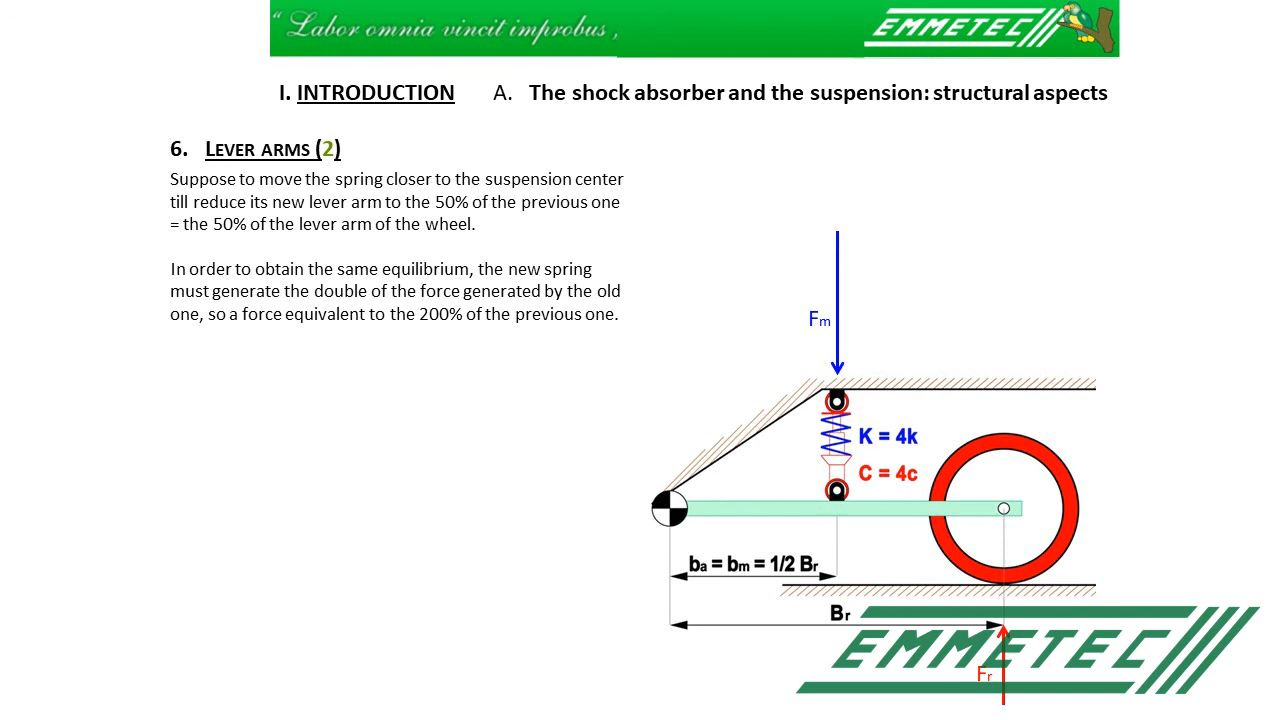 “ Labor omnia vincit improbus ,
EMMETEC
I. INTRODUCTION A. The shock absorber and the suspension: structural aspects
6. LEVER ARMS (2)
Suppose to move the spring closer to the suspension center
till reduce its new lever arm to the 50% of the previous one
= the 50% of the lever arm of the wheel.
In order to obtain the same equilibrium, the new spring
must generate the double of the force generated by the old
one, so a force equivalent to the 200% of the previous one.
Fm
K = 4k
C = 4c
ba = bm = 1/2 Br
Br
EMMETEC
Fr